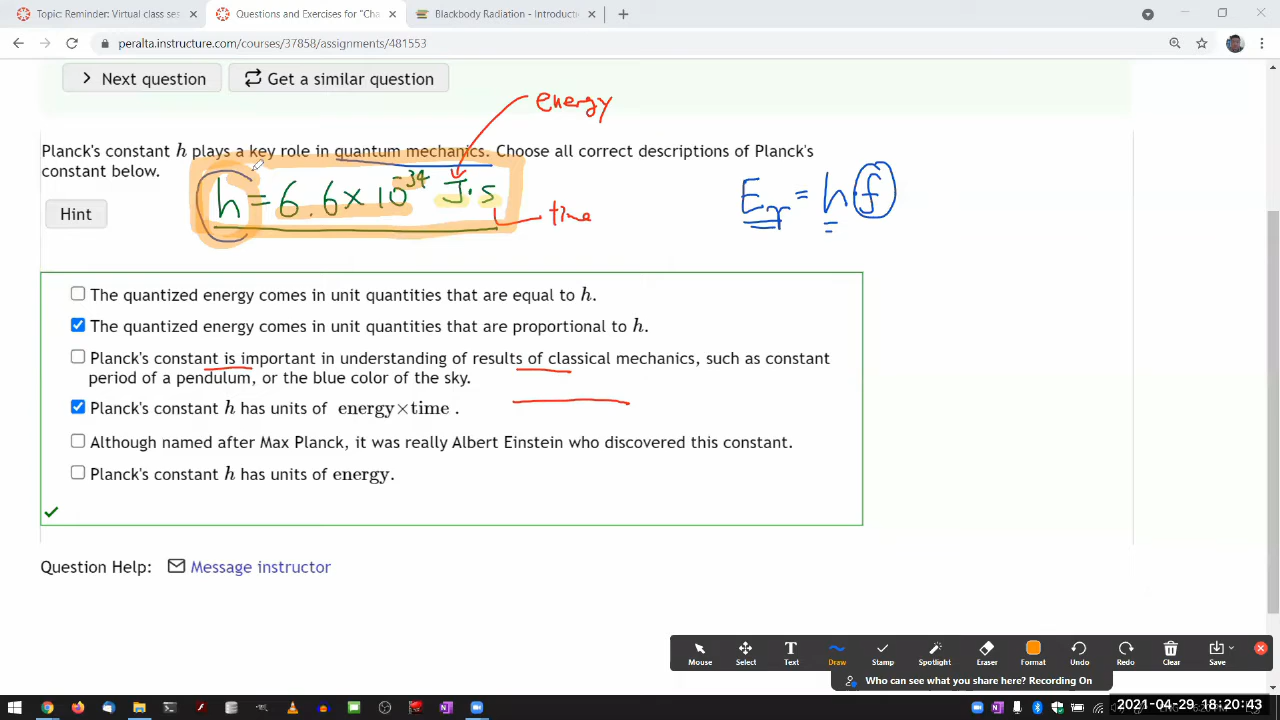 Topic: Reminder: Virtual class ses
Questions and Exercises for "Cha
Blackbody Radiation - Introducto
peralta.instructure.com/courses/37858/assignments/481553
Next question
Get a similar question
energy
Planck's constant h plays a key role in quantum mechanics. Choose all correct descriptions of Planck's
constant below.
h = 6.6 × 10^-34 J·s
time
Eγ = h f
Hint
The quantized energy comes in unit quantities that are equal to h.
The quantized energy comes in unit quantities that are proportional to h.
Planck's constant is important in understanding of results of classical mechanics, such as constant
period of a pendulum, or the blue color of the sky.
Planck's constant h has units of energy×time .
Although named after Max Planck, it was really Albert Einstein who discovered this constant.
Planck's constant h has units of energy.
Question Help: Message instructor
Mouse Select Text Draw Stamp Spotlight Eraser Format Undo Redo Clear Save
Who can see what you share here? Recording On
2021-04-29 18:20:43